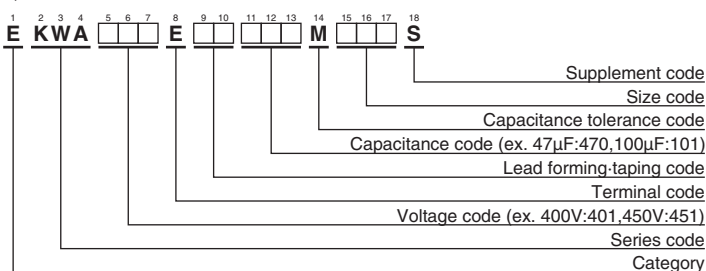 1 2 3 4 5 6 7 8 9 10 11 12 13 14 15 16 17 18
E KWA E M S
Supplement code
Size code
Capacitance tolerance code
Capacitance code (ex. 47μF:470,100μF:101)
Lead forming·taping code
Terminal code
Voltage code (ex. 400V:401,450V:451)
Series code
Category